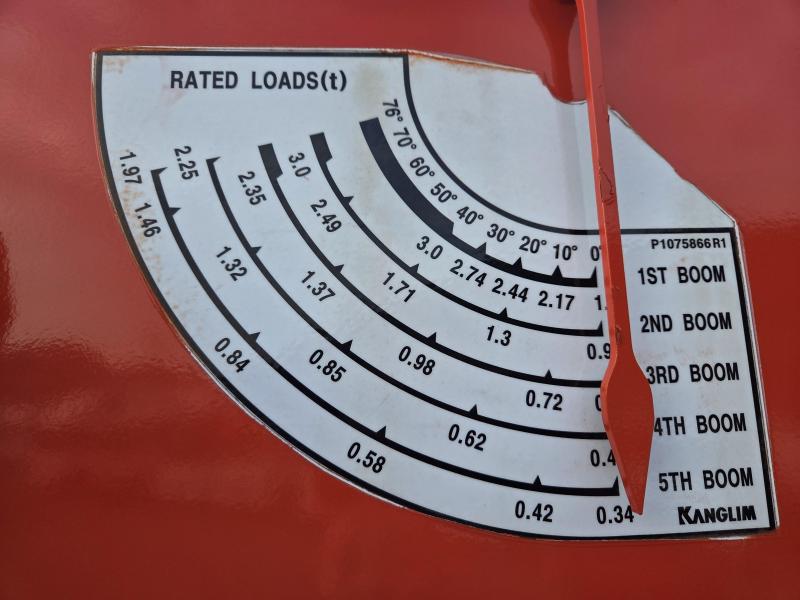 RATED LOADS(t)
76° 70° 60° 50° 40° 30° 20° 10° 0°
P1075866R1
3.0 2.74 2.44 2.17
1ST BOOM
3.0 2.49 1.71 1.3
2ND BOOM
2.35 1.37 0.98 0.72
3RD BOOM
2.25 1.32 0.85 0.62
4TH BOOM
1.97 1.46 0.84 0.58 0.42 0.34
5TH BOOM
KANGLIM